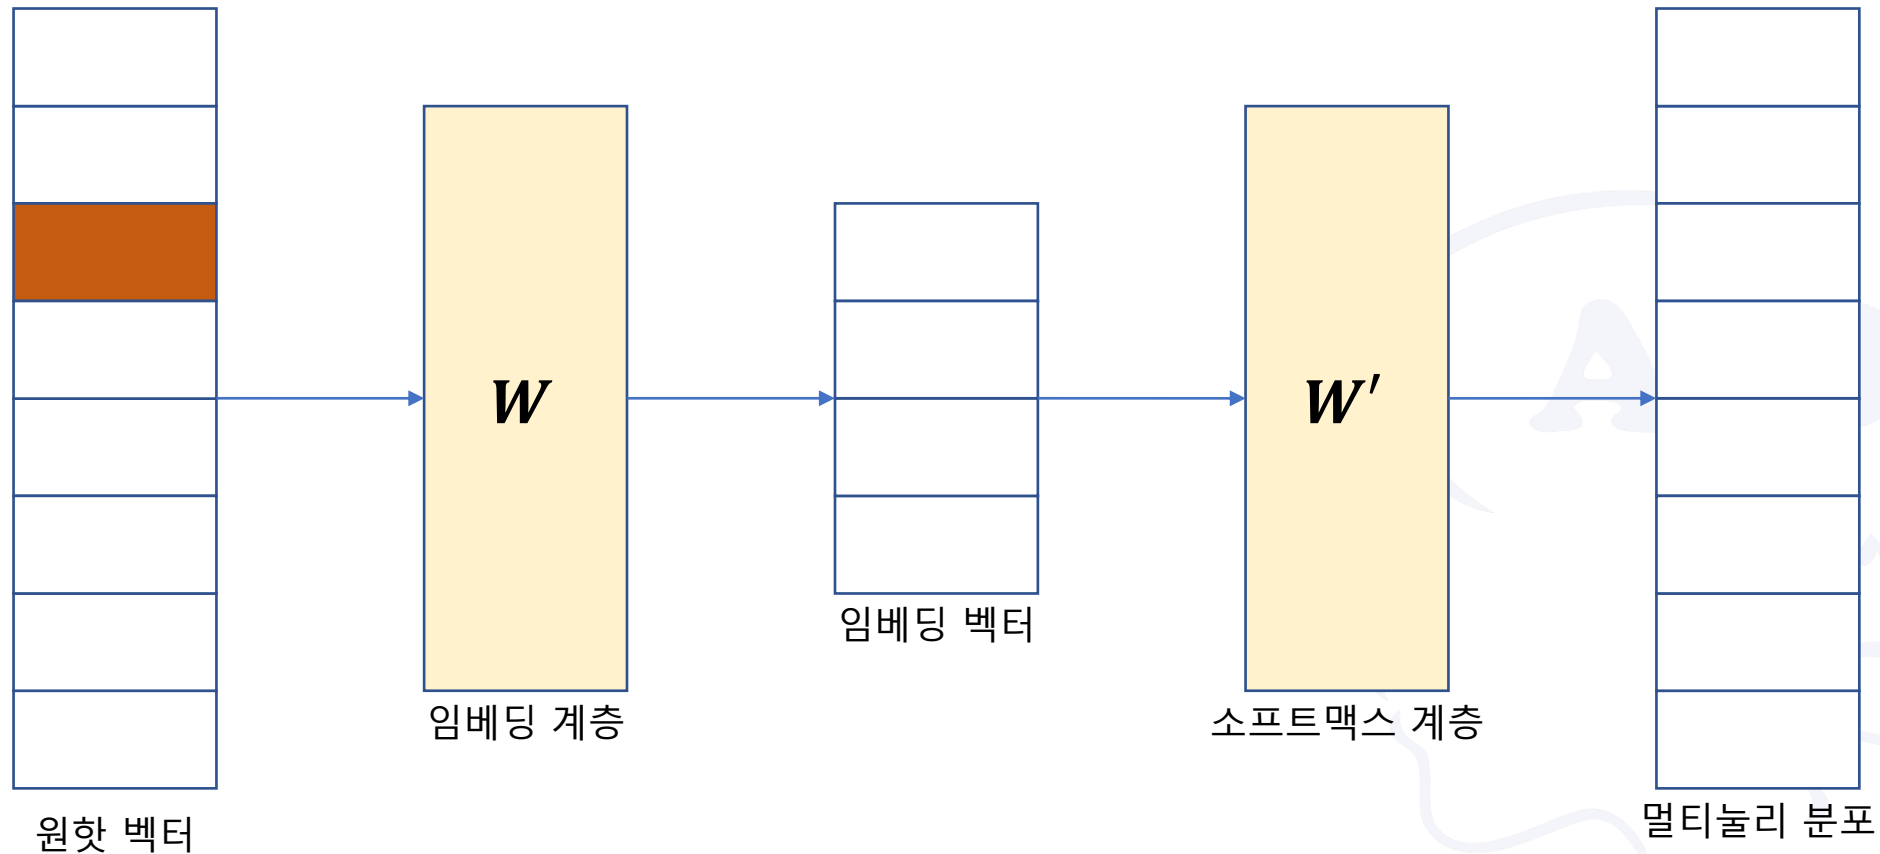 W
W′
임베딩 벡터
임베딩 계층
소프트맥스 계층
원핫 벡터
멀티눌리 분포
A